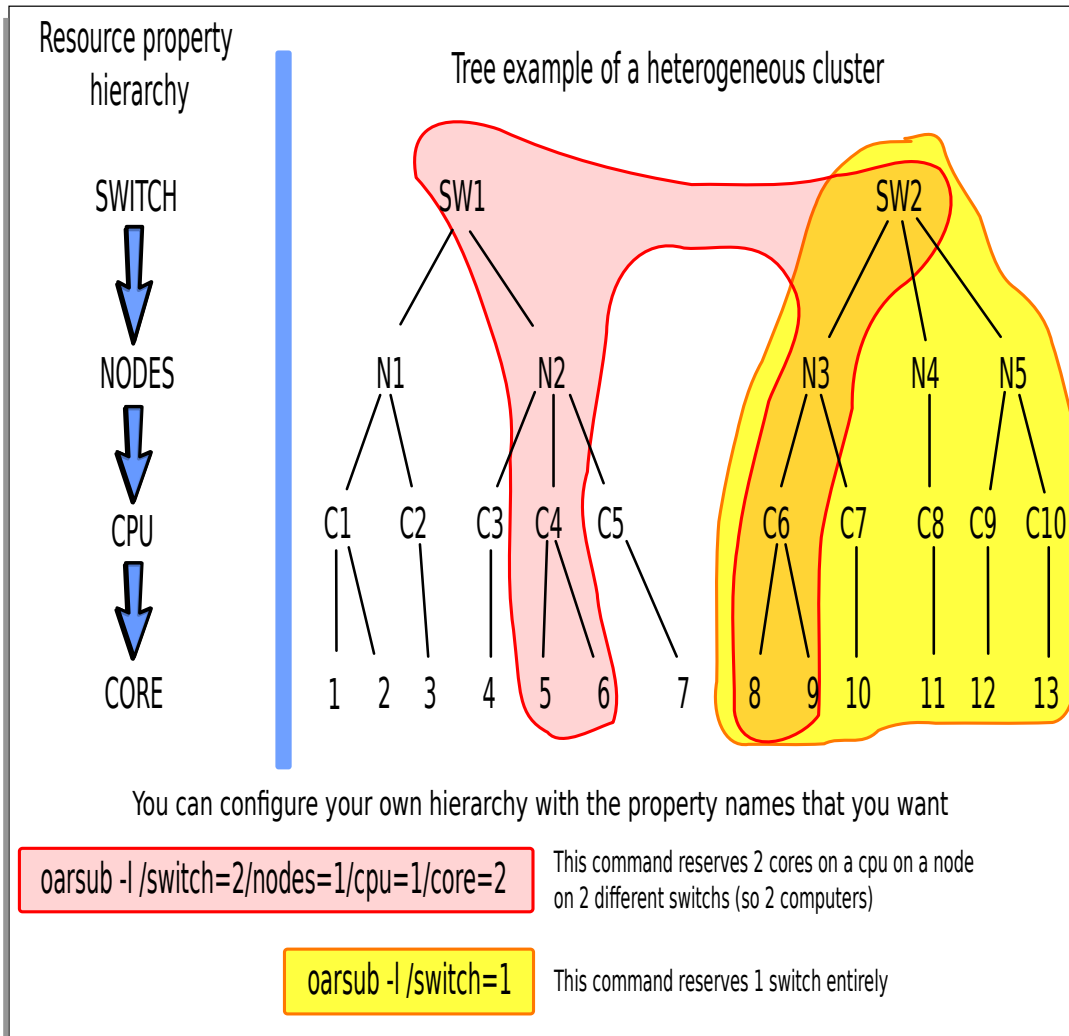 Resource property
hierarchy
Tree example of a heterogeneous cluster
SWITCH
SW1
SW2
NODES
N1
N2
N3
N4
N5
CPU
C1
C2
C3
C4
C5
C6
C7
C8
C9
C10
CORE
1
2
3
4
5
6
7
8
9
10
11
12
13
You can configure your own hierarchy with the property names that you want
oarsub -l /switch=2/nodes=1/cpu=1/core=2
This command reserves 2 cores on a cpu on a node
on 2 different switchs (so 2 computers)
oarsub -l /switch=1
This command reserves 1 switch entirely